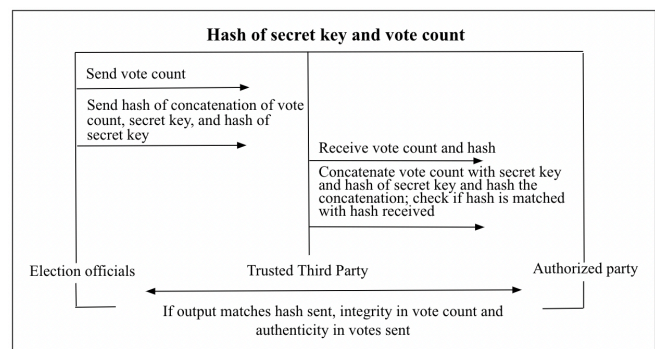 Hash of secret key and vote count
Send vote count
Send hash of concatenation of vote
count, secret key, and hash of
secret key
Receive vote count and hash
Concatenate vote count with secret key
and hash of secret key and hash the
concatenation; check if hash is matched
with hash received
Election officials
Trusted Third Party
Authorized party
If output matches hash sent, integrity in vote count and
authenticity in votes sent